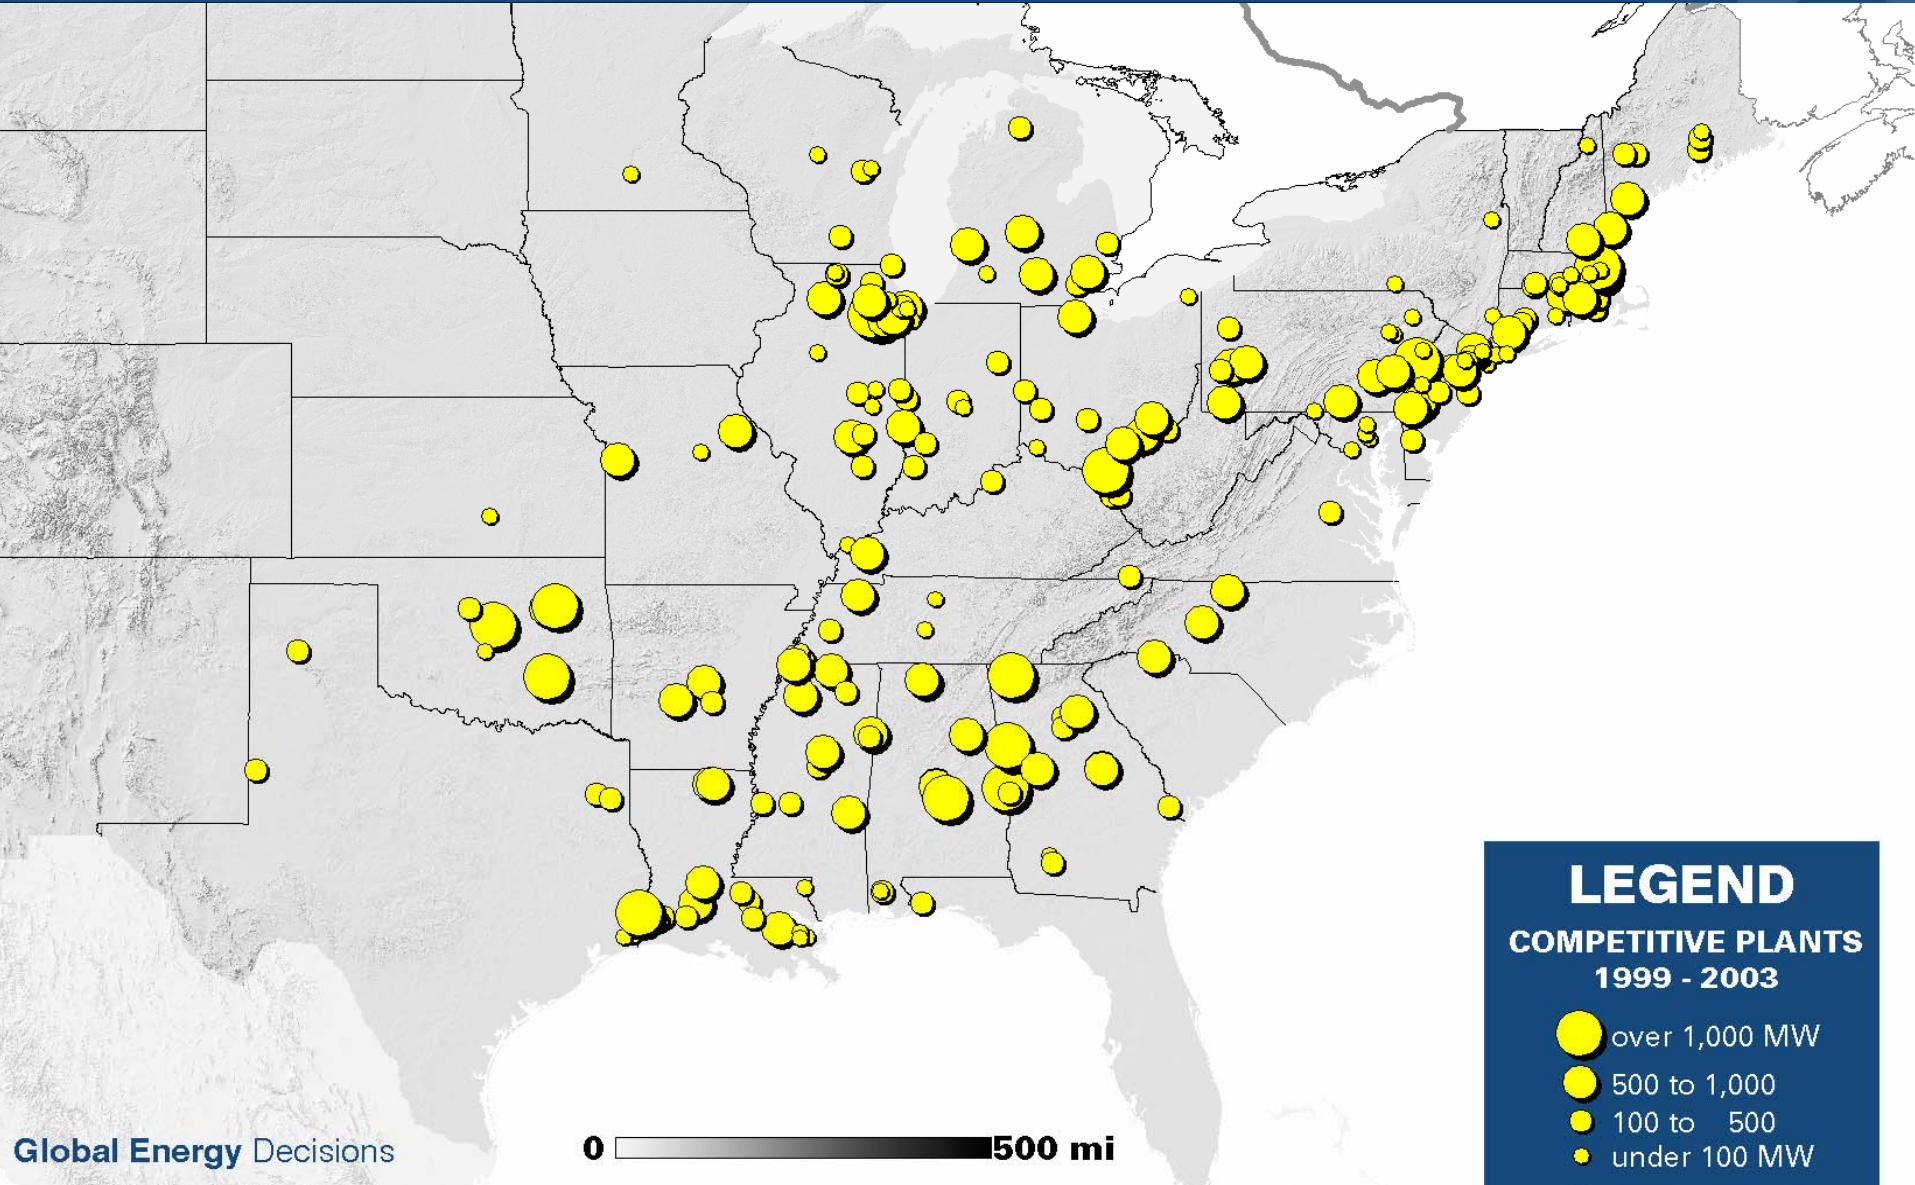 LEGEND
COMPETITIVE PLANTS
1999 - 2003
over 1,000 MW
500 to 1,000
100 to 500
under 100 MW
Global Energy Decisions
0 500 mi